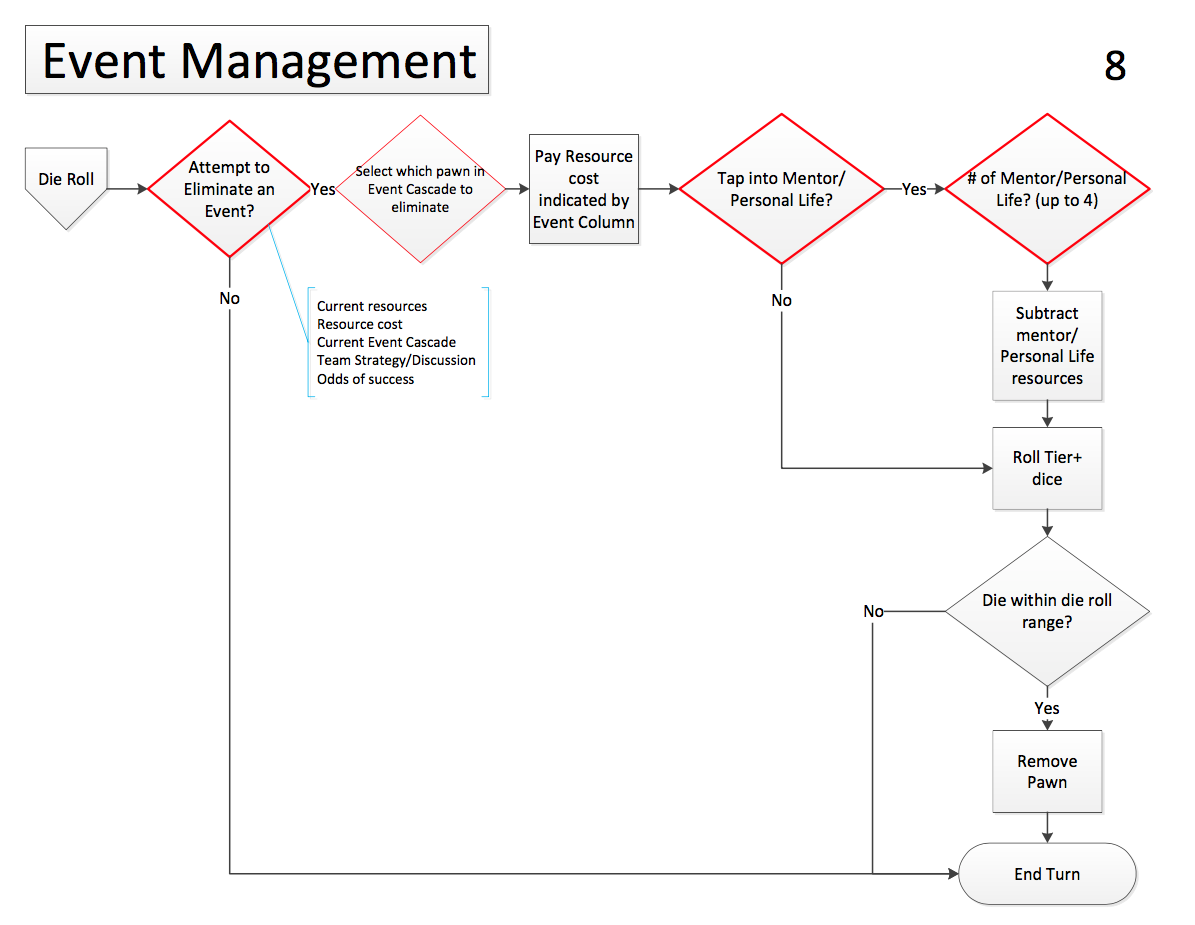 Event Management
8
Die Roll
Attempt to
Eliminate an
Event?
Yes
Select which pawn in
Event Cascade to
eliminate
Pay Resource
cost
indicated by
Event Column
Tap into Mentor/
Personal Life?
Yes
# of Mentor/Personal
Life? (up to 4)
No
Current resources
Resource cost
Current Event Cascade
Team Strategy/Discussion
Odds of success
No
Subtract
mentor/
Personal Life
resources
Roll Tier+
dice
Die within die roll
range?
No
Yes
Remove
Pawn
End Turn